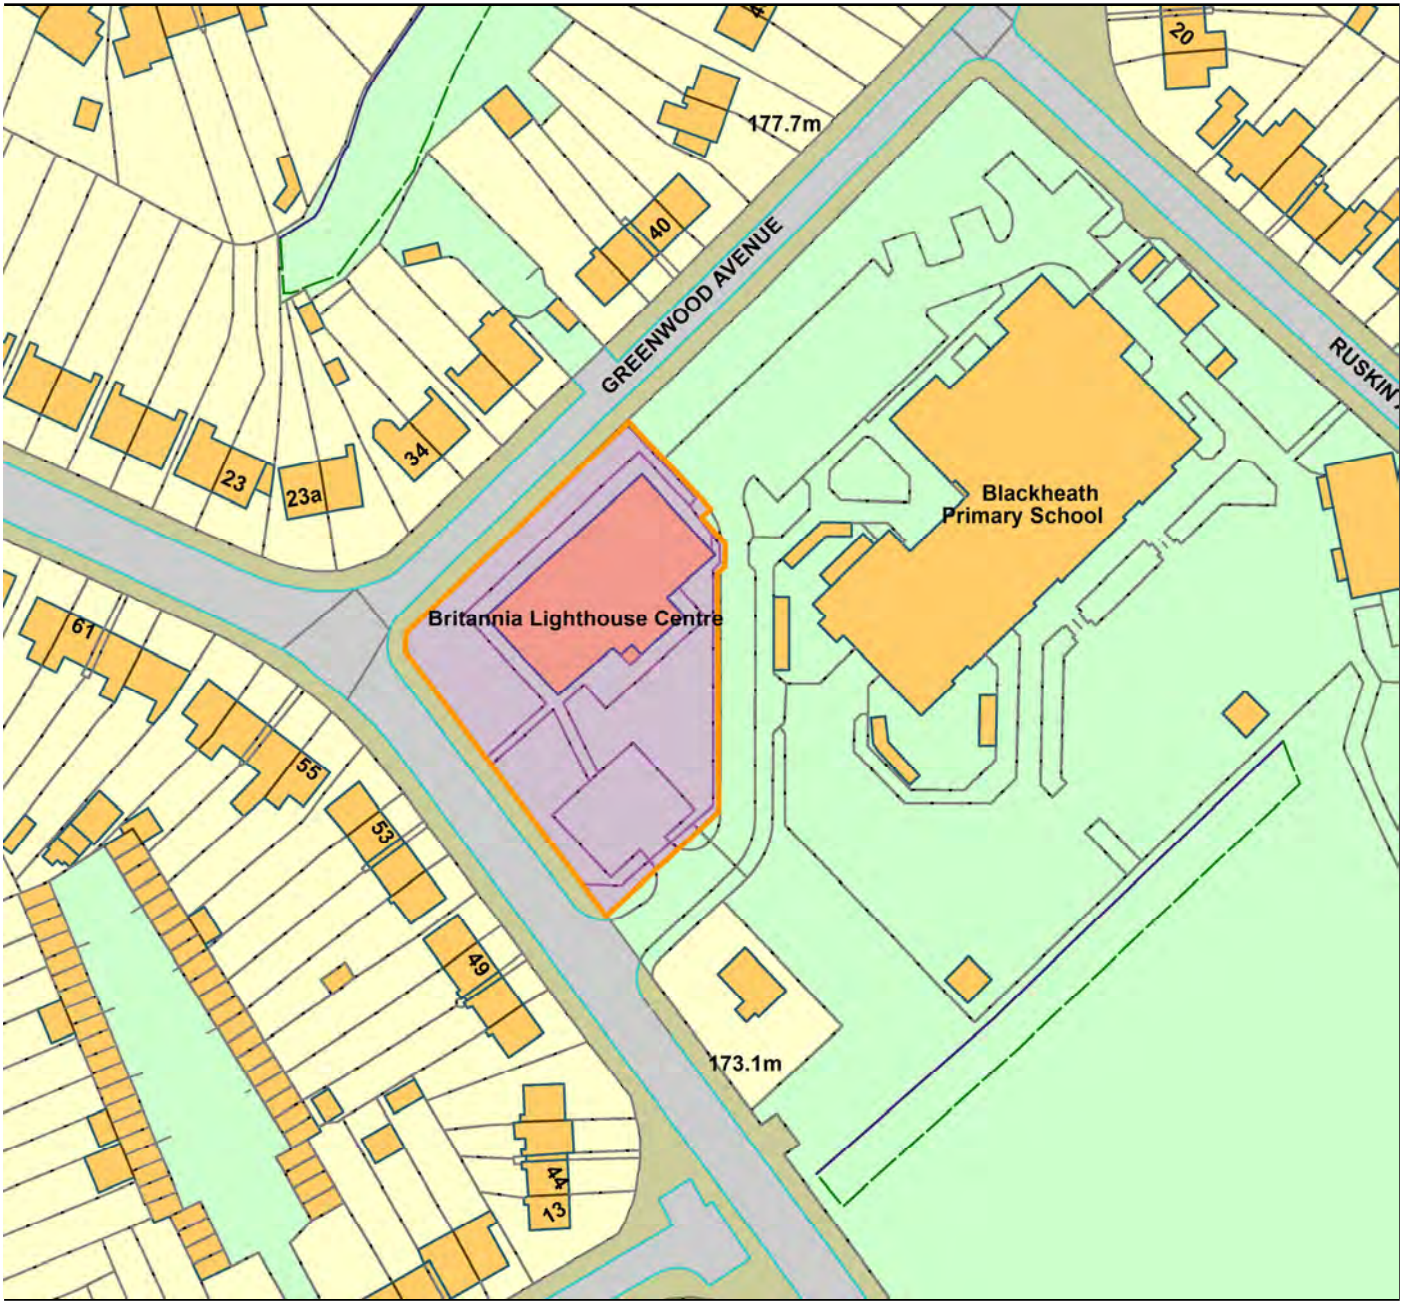 20
177.7m
40
GREENWOOD AVENUE
RUSKIN
34
23
23a
Blackheath
Primary School
Britannia Lighthouse Centre
61
55
53
49
173.1m
44
13